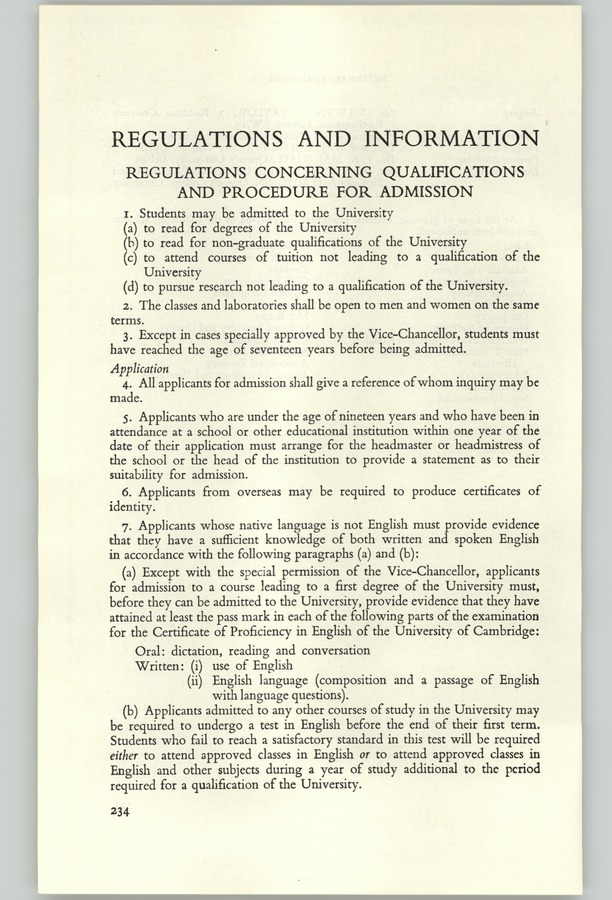 REGULATIONS AND INFORMATION
REGULATIONS CONCERNING QUALIFICATIONS
AND PROCEDURE FOR ADMISSION
1. Students may be admitted to the University
(a) to read for degrees of the University
(b) to read for non-graduate qualifications of the University
(c) to attend courses of tuition not leading to a qualification of the
University
(d) to pursue research not leading to a qualification of the University.
2. The classes and laboratories shall be open to men and women on the same
terms.
3. Except in cases specially approved by the Vice-Chancellor, students must
have reached the age of seventeen years before being admitted.
Application
4. All applicants for admission shall give a reference of whom inquiry may be
made.
5. Applicants who are under the age of nineteen years and who have been in
attendance at a school or other educational institution within one year of the
date of their application must arrange for the headmaster or headmistress of
the school or the head of the institution to provide a statement as to their
suitability for admission.
6. Applicants from overseas may be required to produce certificates of
identity.
7. Applicants whose native language is not English must provide evidence
that they have a sufficient knowledge of both written and spoken English
in accordance with the following paragraphs (a) and (b):
(a) Except with the special permission of the Vice-Chancellor, applicants
for admission to a course leading to a first degree of the University must,
before they can be admitted to the University, provide evidence that they have
attained at least the pass mark in each of the following parts of the examination
for the Certificate of Proficiency in English of the University of Cambridge:
Oral: dictation, reading and conversation
Written: (i) use of English
(ii) English language (composition and a passage of English
with language questions).
(b) Applicants admitted to any other courses of study in the University may
be required to undergo a test in English before the end of their first term.
Students who fail to reach a satisfactory standard in this test will be required
either to attend approved classes in English or to attend approved classes in
English and other subjects during a year of study additional to the period
required for a qualification of the University.
234